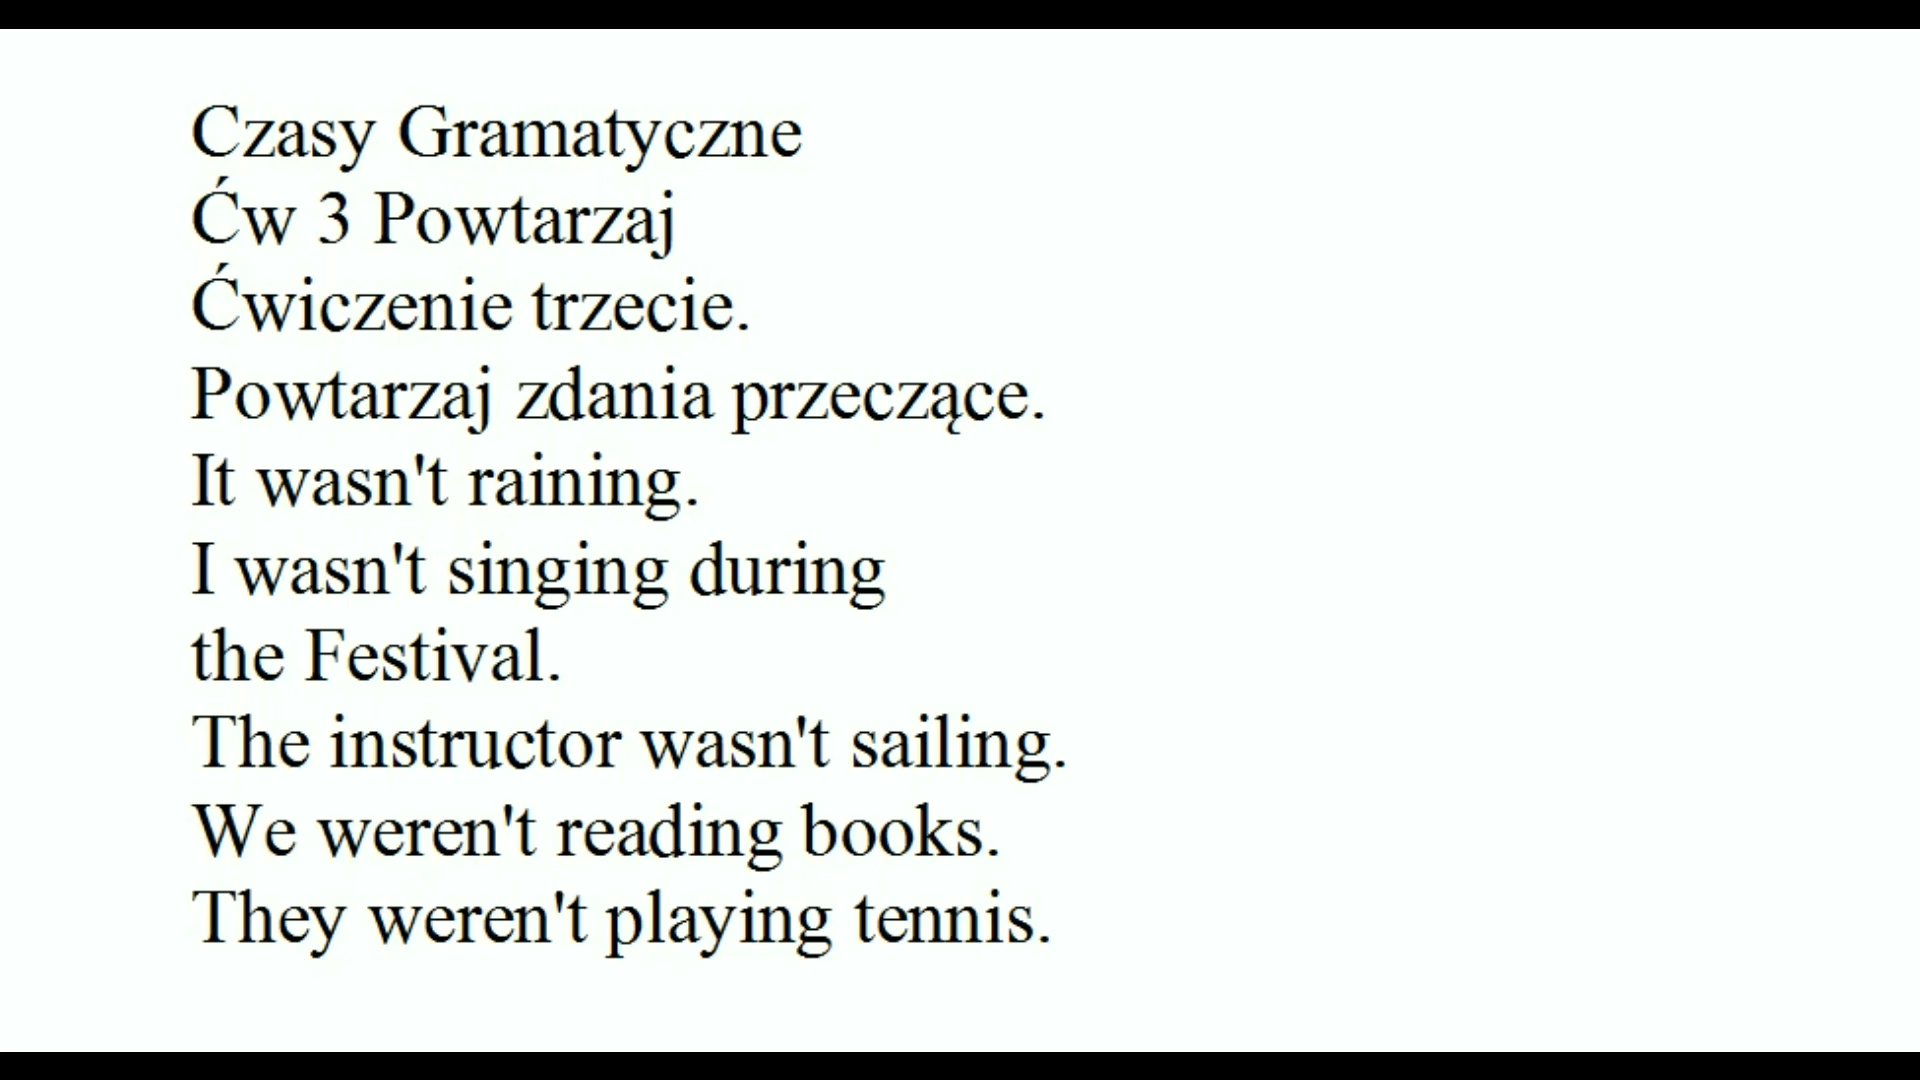 Czasy Gramatyczne
Ćw 3 Powtarzaj
Ćwiczenie trzecie.
Powtarzaj zdania przeczące.
It wasn't raining.
I wasn't singing during
the Festival.
The instructor wasn't sailing.
We weren't reading books.
They weren't playing tennis.